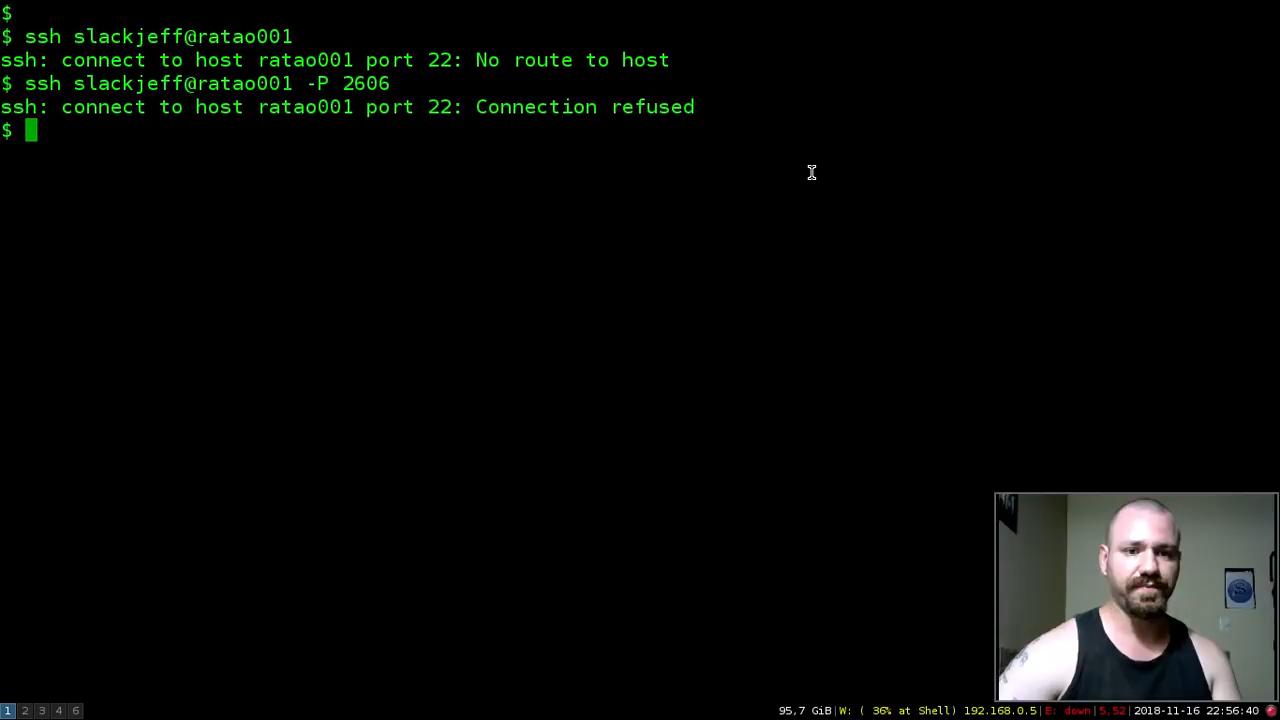 $
$ ssh slackjeff@ratao001
ssh: connect to host ratao001 port 22: No route to host
$ ssh slackjeff@ratao001 -P 2606
ssh: connect to host ratao001 port 22: Connection refused
$
1 2 3 4 6 95,7 GiB|W: ( 36% at Shell) 192.168.0.5|E: down|5,52|2018-11-16 22:56:40